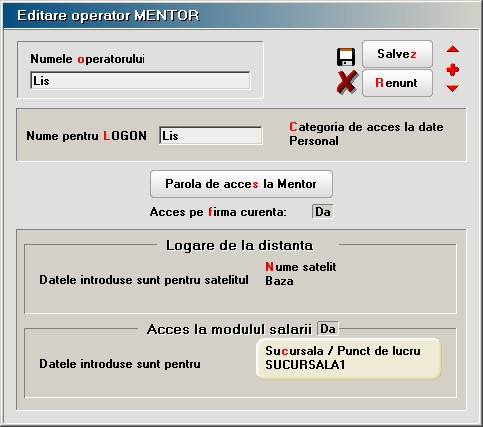 Editare operator MENTOR
Numele operatorului
Lis
Salvez
Renunt
Nume pentru LOGON
Lis
Categoria de acces la date
Personal
Parola de acces la Mentor
Acces pe firma curenta: Da
Logare de la distanta
Datele introduse sunt pentru satelitul
Nume satelit
Baza
Acces la modulul salarii Da
Datele introduse sunt pentru
Sucursala / Punct de lucru
SUCURSALA1